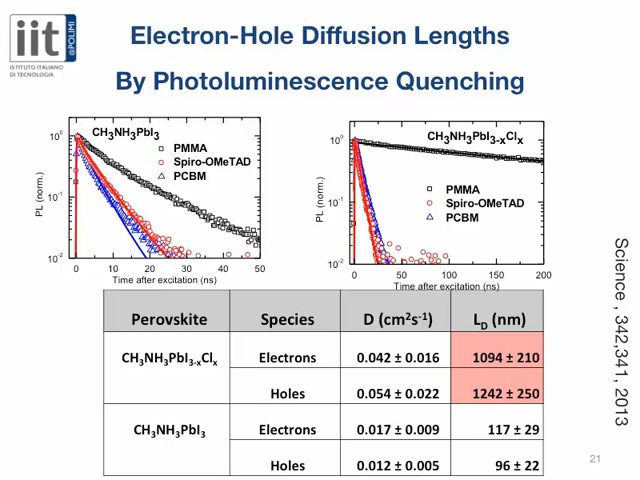 iit
@POLIMI
ISTITUTO ITALIANO
DI TECNOLOGIA
Electron-Hole Diffusion Lengths
By Photoluminescence Quenching
CH3NH3PbI3
PMMA
Spiro-OMeTAD
PCBM
PL (norm.)
10^0
10^-1
10^-2
0 10 20 30 40 50
Time after excitation (ns)
CH3NH3PbI3-xClx
PMMA
Spiro-OMeTAD
PCBM
PL (norm.)
10^0
10^-1
10^-2
0 50 100 150 200
Time after excitation (ns)
Perovskite Species D (cm²s⁻¹) L_D (nm)
CH3NH3PbI3-xClx Electrons 0.042 ± 0.016 1094 ± 210
Holes 0.054 ± 0.022 1242 ± 250
CH3NH3PbI3 Electrons 0.017 ± 0.009 117 ± 29
Holes 0.012 ± 0.005 96 ± 22
Science , 342,341, 2013
21